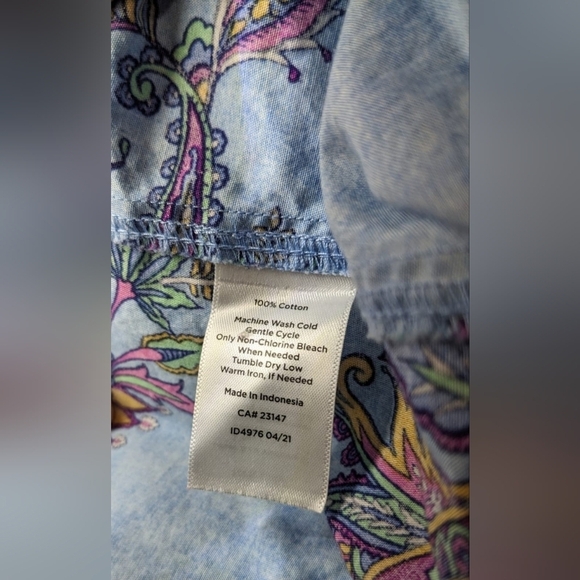 100% Cotton
Machine Wash Cold
Gentle Cycle
Only Non-Chlorine Bleach
When Needed
Tumble Dry Low
Warm Iron, If Needed
Made In Indonesia
CA# 23147
ID4976 04/21